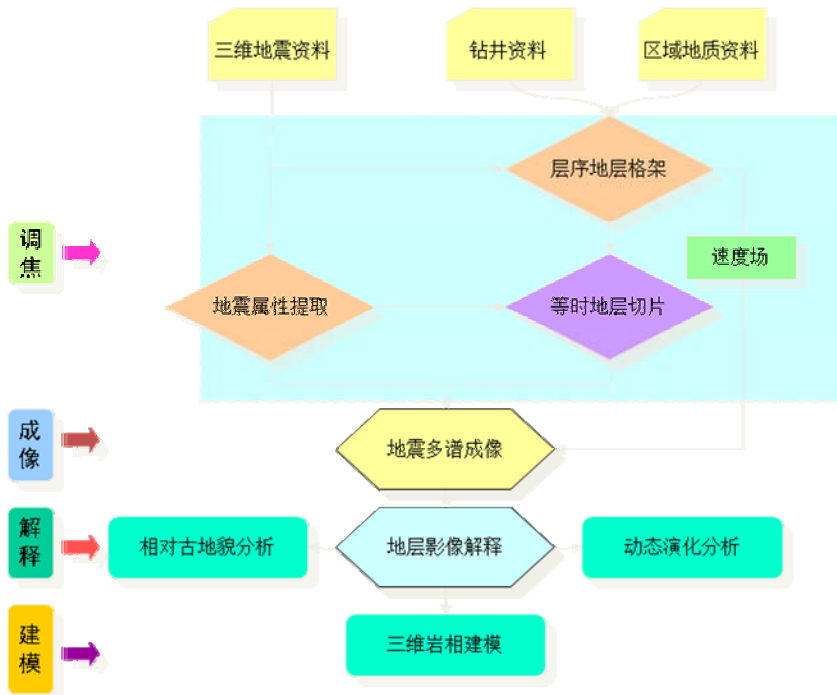 三维地震资料
钻井资料
区域地质资料
层序地层格架
调
焦
速度场
地震属性提取
等时地层切片
成
像
地震多谱成像
解
释
相对古地貌分析
地层影像解释
动态演化分析
建
模
三维岩相建模